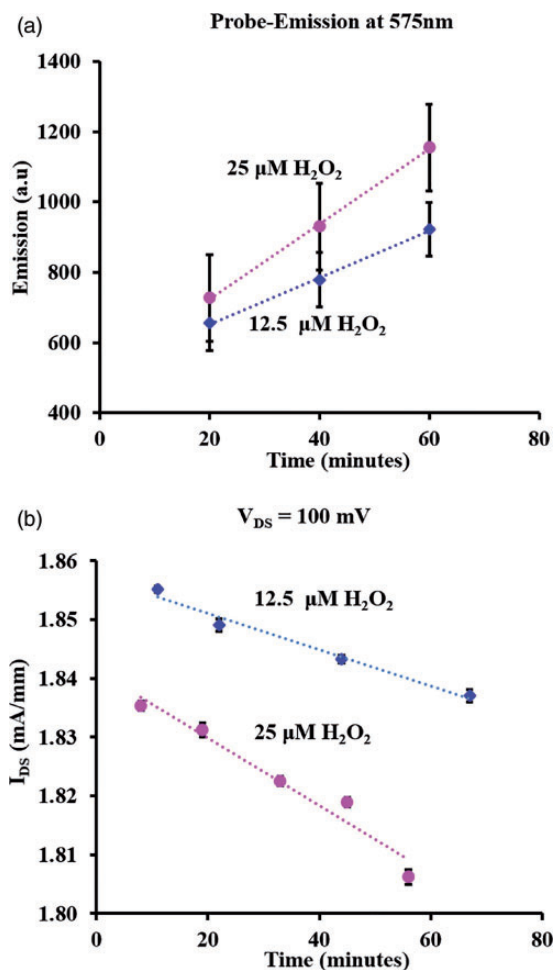 (a)
Probe-Emission at 575nm
1400
1200
1000
800
600
400
Emission (a.u)
25 μM H₂O₂
12.5 μM H₂O₂
0 20 40 60 80
Time (minutes)
(b)
V_DS = 100 mV
1.86
1.85
1.84
1.83
1.82
1.81
1.80
I_DS (mA/mm)
12.5 μM H₂O₂
25 μM H₂O₂
0 20 40 60 80
Time (minutes)